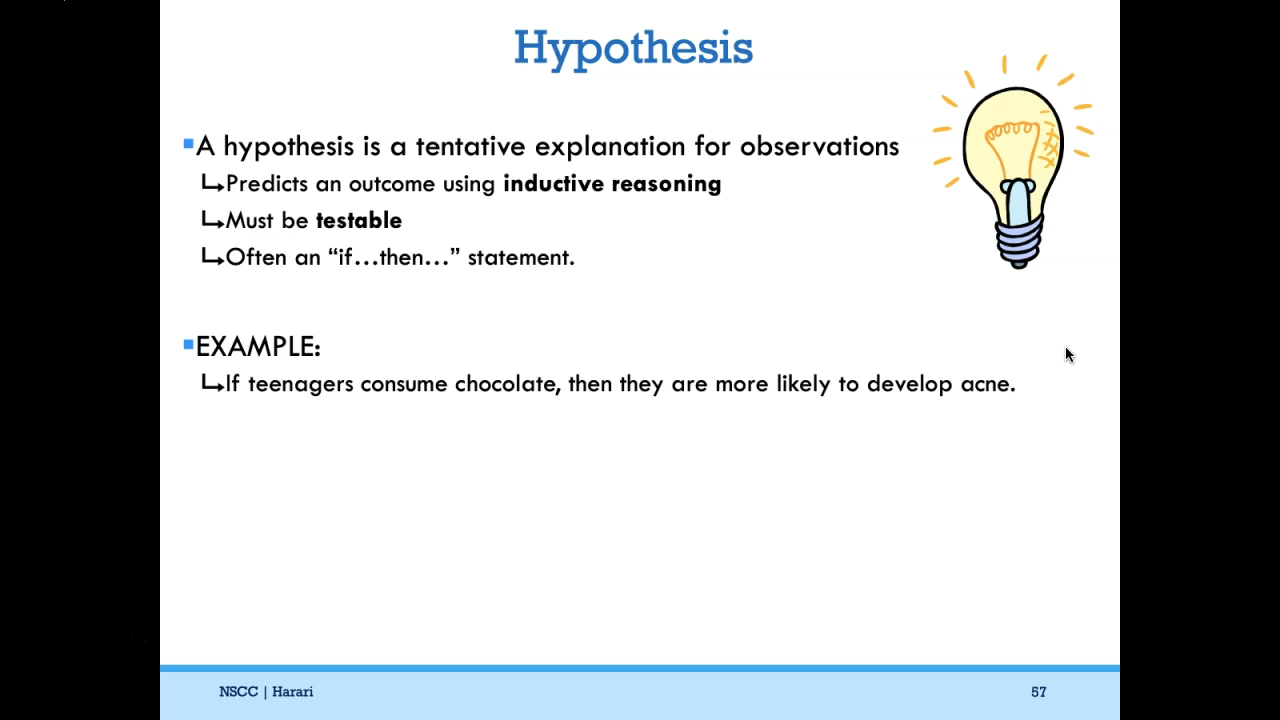 Hypothesis
A hypothesis is a tentative explanation for observations
Predicts an outcome using inductive reasoning
Must be testable
Often an “if…then…” statement.
EXAMPLE:
If teenagers consume chocolate, then they are more likely to develop acne.
NSCC | Harari
57